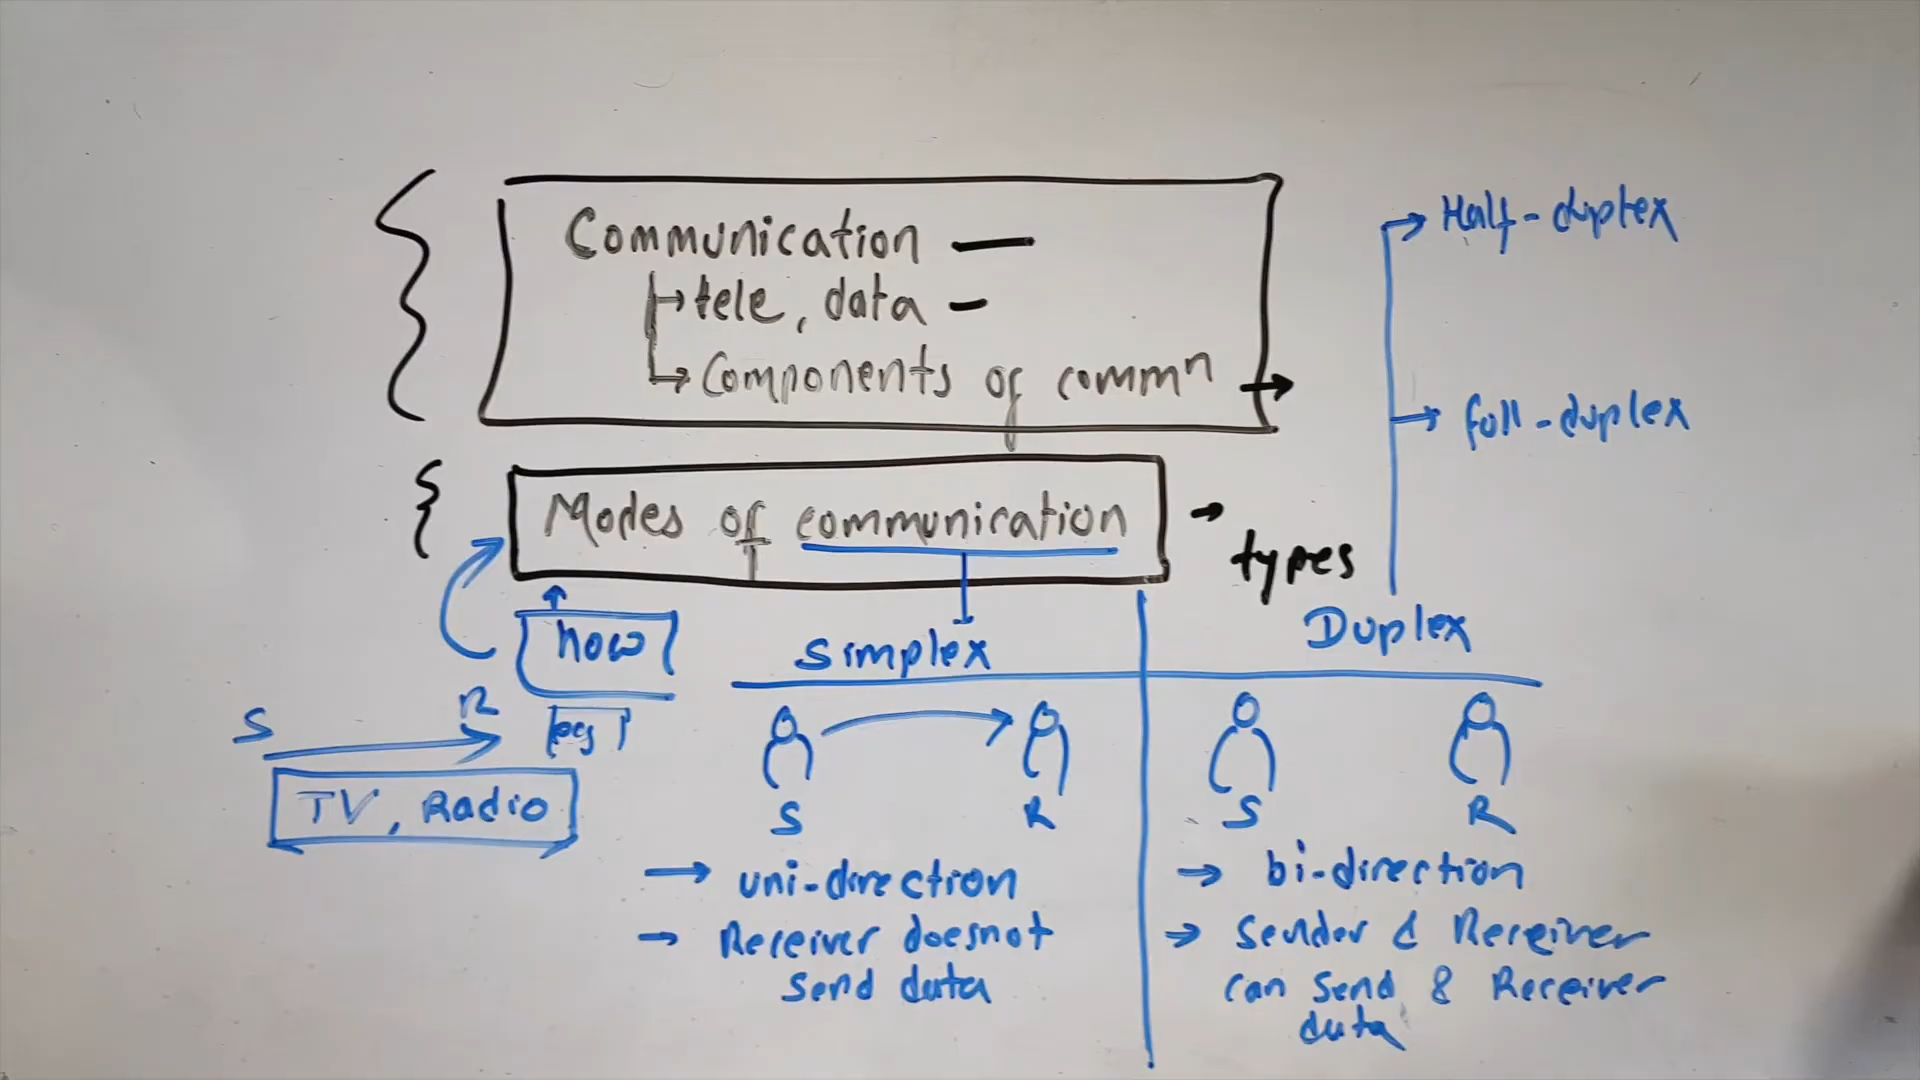 Communication —
→ tele, data -
→ Components of commn →
Half-duplex
full-duplex
Modes of communication →
types
how
Simplex
Duplex
S R
TV, Radio
S R
S R
→ uni-direction
→ Receiver doesnot
Send data
→ bi-direction
→ Sender & Receiver
can Send & Receiver
data